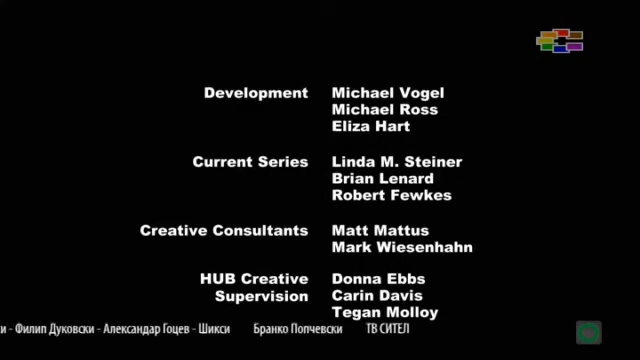 Development Michael Vogel
Michael Ross
Eliza Hart
Current Series Linda M. Steiner
Brian Lenard
Robert Fewkes
Creative Consultants Matt Mattus
Mark Wiesenhahn
HUB Creative Donna Ebbs
Supervision Carin Davis
Tegan Molloy
ки - Филип Дуковски - Александар Гоцев - Шикси Бранко Попчевски ТВ СИТЕЛ